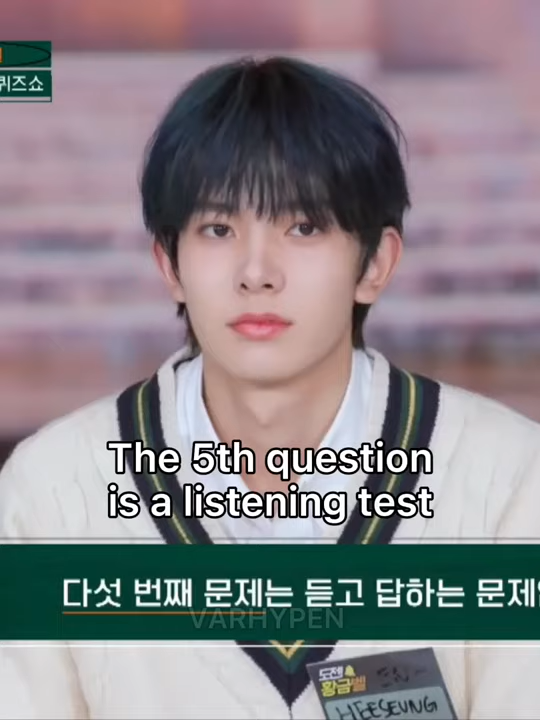 퀴즈쇼
The 5th question
is a listening test
다섯 번째 문제는 듣고 답하는 문제
VARHYPEN
도전
황금벨
HEESEUNG